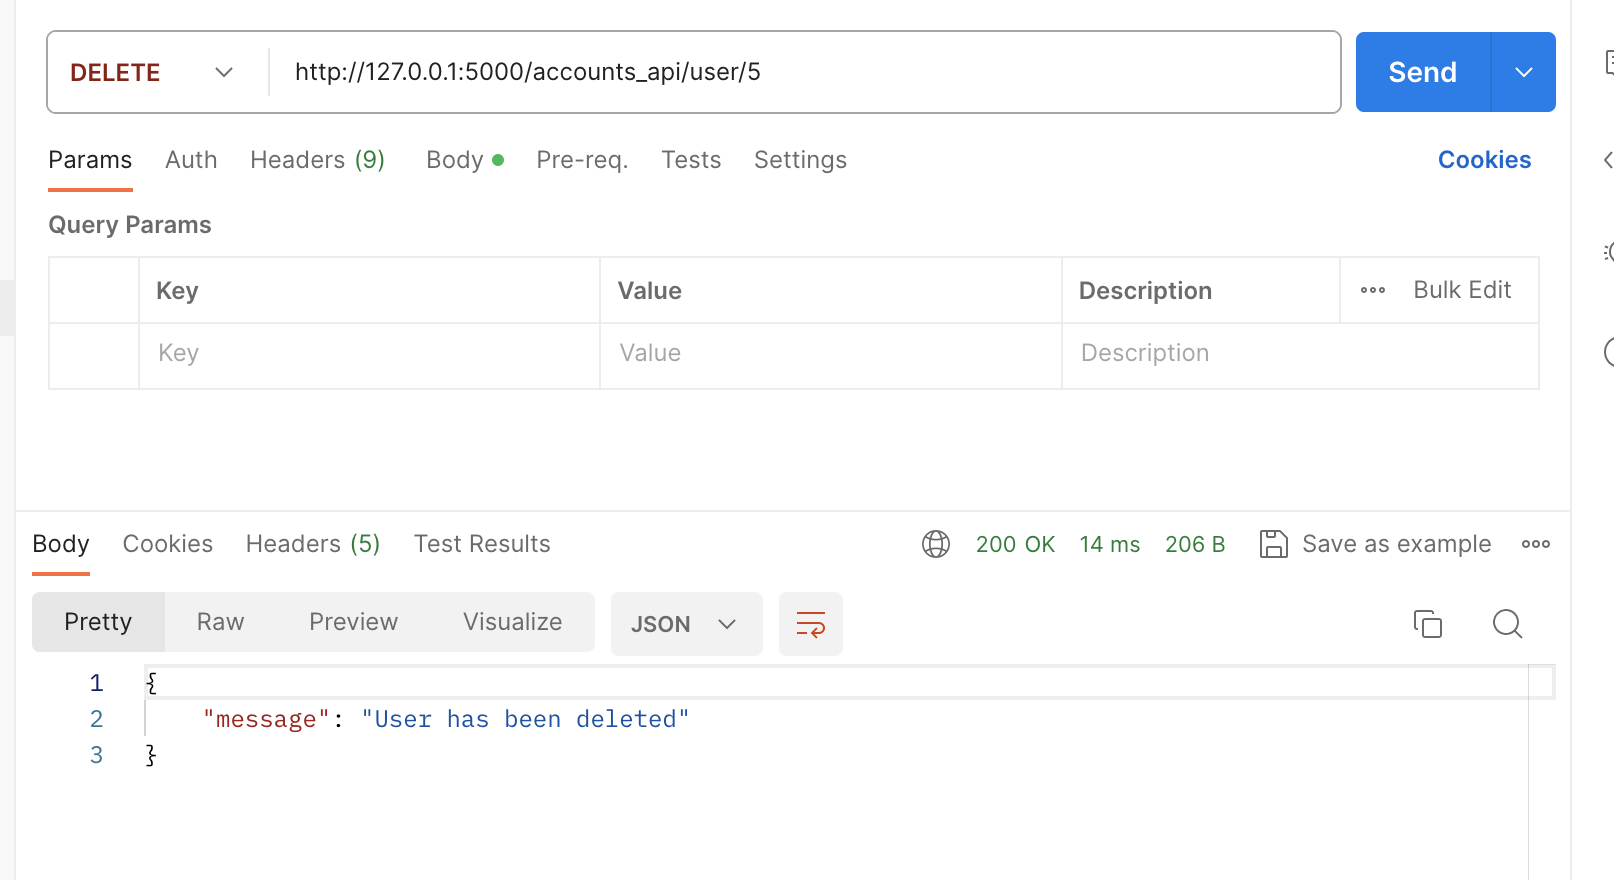 DELETE http://127.0.0.1:5000/accounts_api/user/5 Send
Params Auth Headers (9) Body Pre-req. Tests Settings Cookies
Query Params
Key Value Description Bulk Edit
Key Value Description
Body Cookies Headers (5) Test Results 200 OK 14 ms 206 B Save as example
Pretty Raw Preview Visualize JSON
1 {
2 "message": "User has been deleted"
3 }